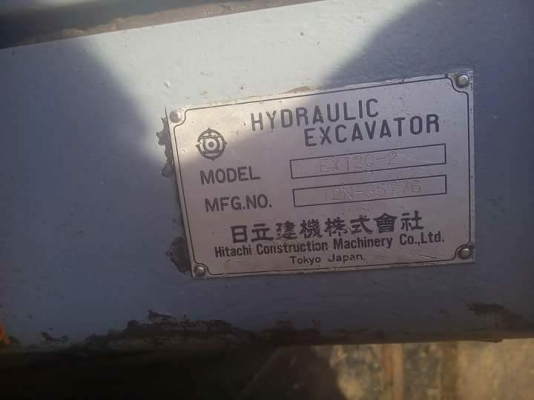 HYDRAULIC
EXCAVATOR
MODEL EX120-2
MFG.NO.
日立建機株式會社
Hitachi Construction Machinery Co.,Ltd.
Tokyo Japan